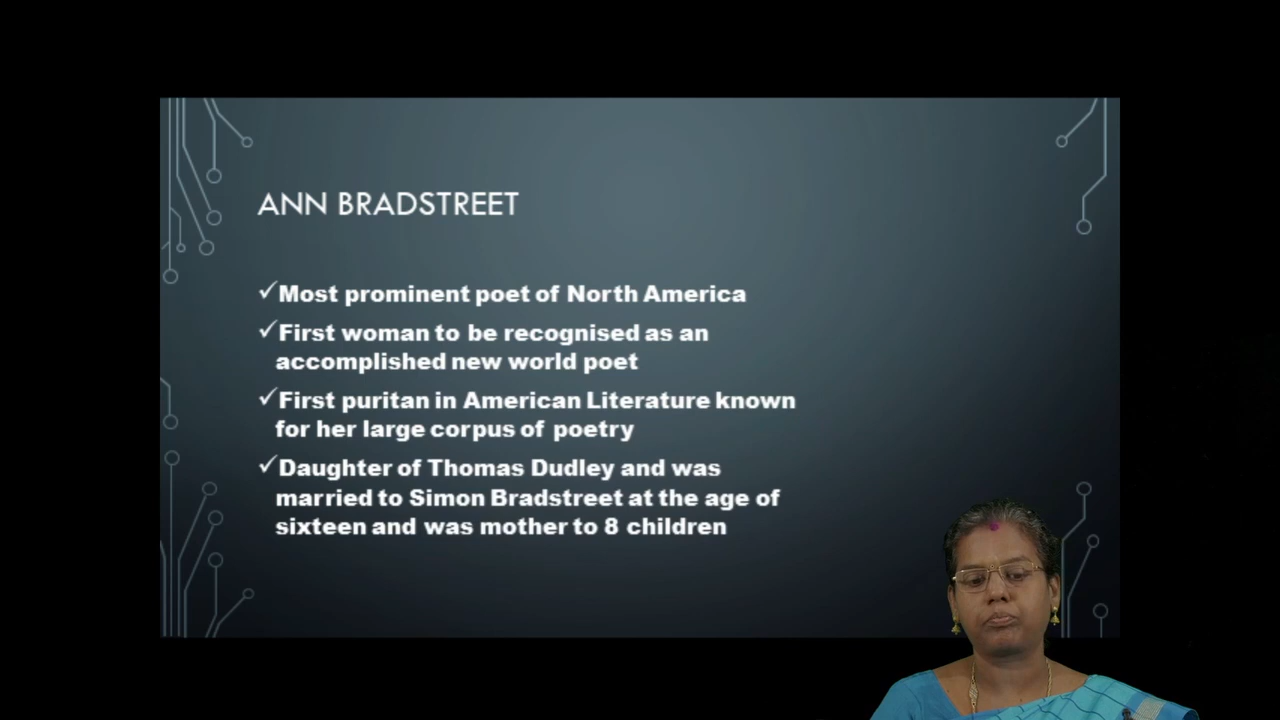 ANN BRADSTREET
✓Most prominent poet of North America
✓First woman to be recognised as an
accomplished new world poet
✓First puritan in American Literature known
for her large corpus of poetry
✓Daughter of Thomas Dudley and was
married to Simon Bradstreet at the age of
sixteen and was mother to 8 children